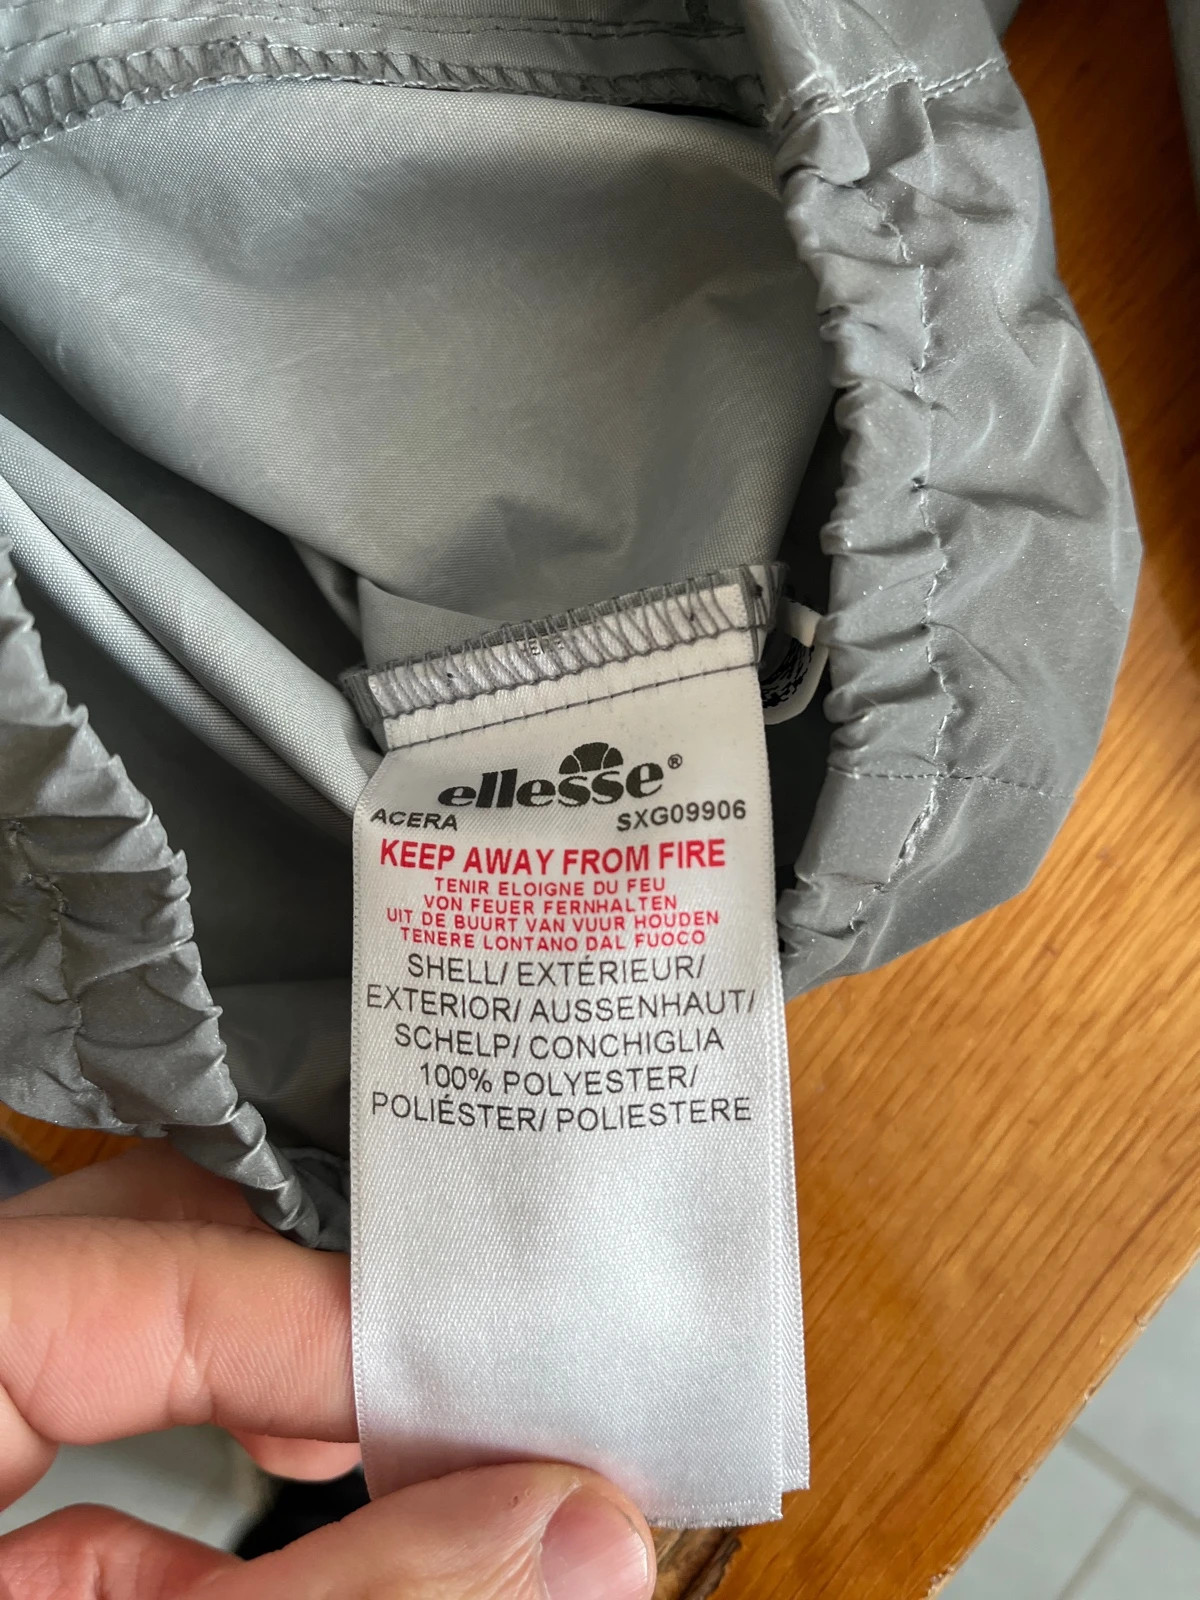 ellesse®
ACERA SXG09906
KEEP AWAY FROM FIRE
TENIR ELOIGNE DU FEU
VON FEUER FERNHALTEN
UIT DE BUURT VAN VUUR HOUDEN
TENERE LONTANO DAL FUOCO
SHELL/ EXTÉRIEUR/
EXTERIOR/ AUSSENHAUT/
SCHELP/ CONCHIGLIA
100% POLYESTER/
POLIÉSTER/ POLIESTERE